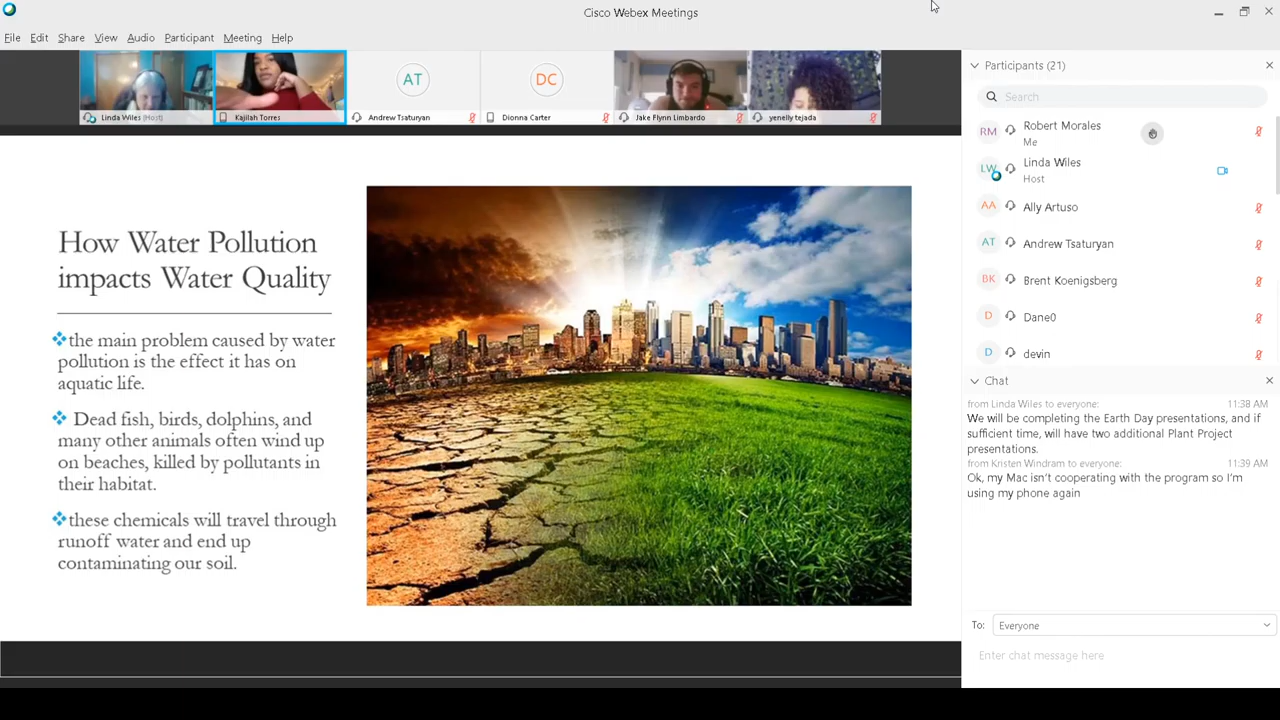 Cisco Webex Meetings
File Edit Share View Audio Participant Meeting Help
AT
DC
Linda Wiles (Host)
Kajilah Torres
Andrew Tsaturyan
Dionna Carter
Jake Flynn Limbardo
yenelly tejada
How Water Pollution
impacts Water Quality
the main problem caused by water
pollution is the effect it has on
aquatic life.
Dead fish, birds, dolphins, and
many other animals often wind up
on beaches, killed by pollutants in
their habitat.
these chemicals will travel through
runoff water and end up
contaminating our soil.
Participants (21)
Search
RM Robert Morales
Me
LW Linda Wiles
Host
AA Ally Artuso
AT Andrew Tsaturyan
BK Brent Koenigsberg
D Dane0
D devin
Chat
from Linda Wiles to everyone: 11:38 AM
We will be completing the Earth Day presentations, and if
sufficient time, will have two additional Plant Project
presentations.
from Kristen Windram to everyone: 11:39 AM
Ok, my Mac isn't cooperating with the program so I'm
using my phone again
To: Everyone
Enter chat message here